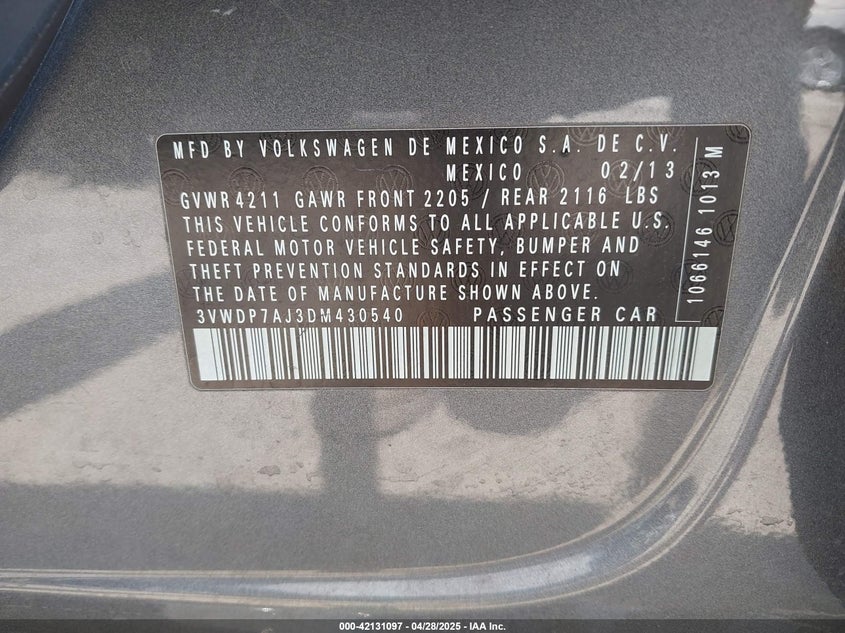 MFD BY VOLKSWAGEN DE MEXICO S.A. DE C.V.
MEXICO 02/13
GVWR 4211 GAWR FRONT 2205 / REAR 2116 LBS
THIS VEHICLE CONFORMS TO ALL APPLICABLE U.S.
FEDERAL MOTOR VEHICLE SAFETY, BUMPER AND
THEFT PREVENTION STANDARDS IN EFFECT ON
THE DATE OF MANUFACTURE SHOWN ABOVE.
3VWDP7AJ3DM430540 PASSENGER CAR
1066146 1013 M
000-42131097 | 04/28/2025 - IAA Inc.